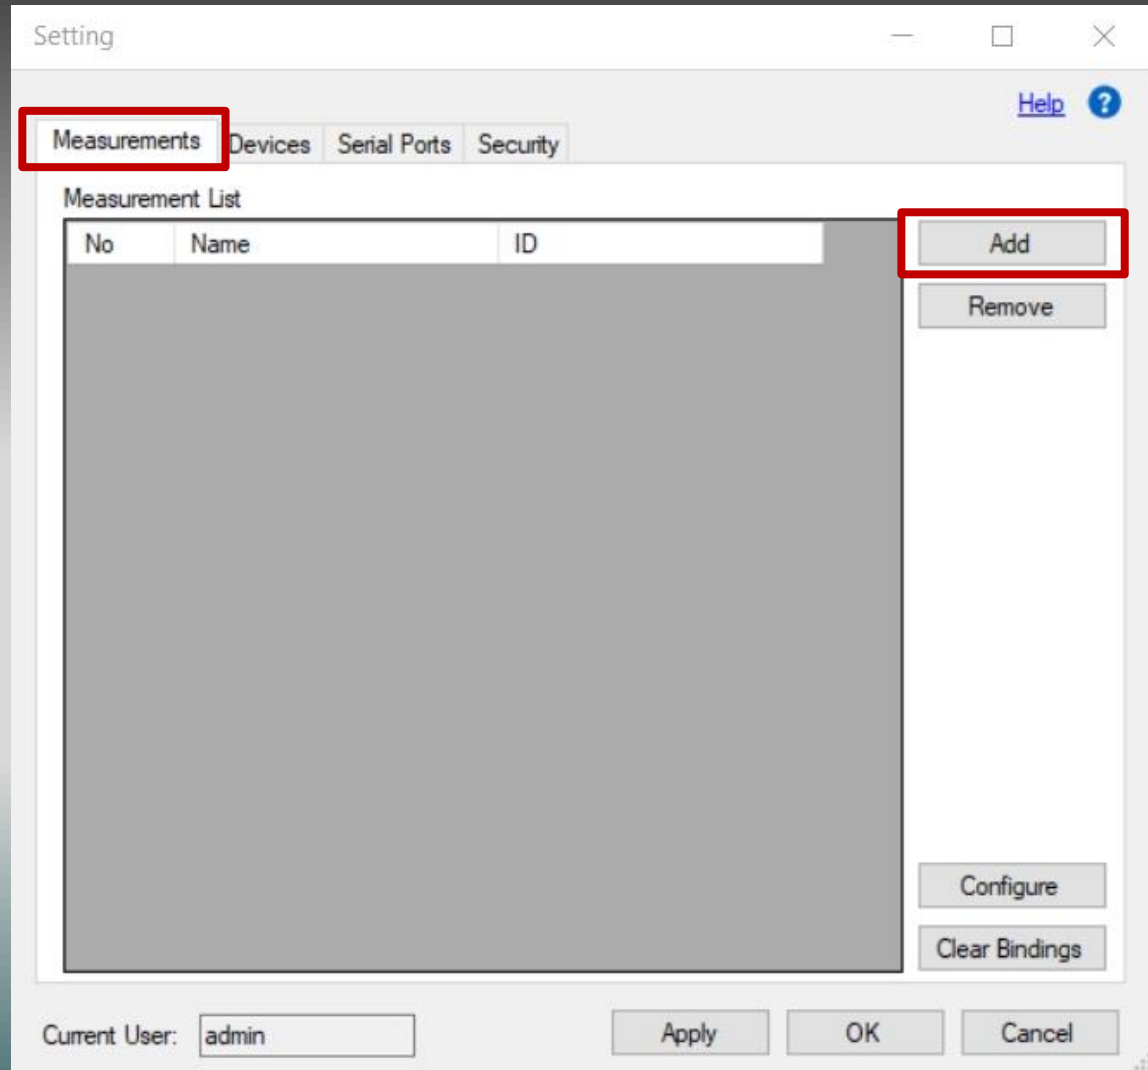 Setting
Help
Measurements Devices Serial Ports Security
Measurement List
No Name ID
Add
Remove
Configure
Clear Bindings
Current User: admin Apply OK Cancel